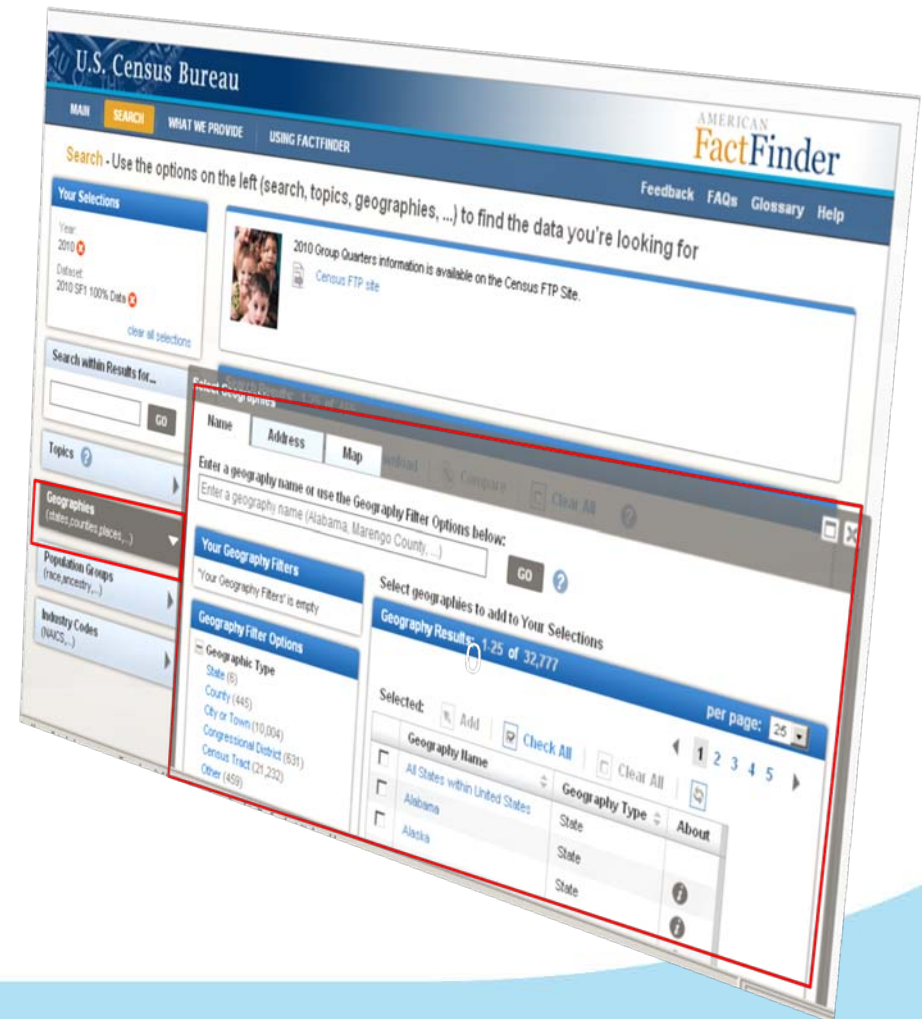 U.S. Census Bureau
AMERICAN
FactFinder
MAIN SEARCH WHAT WE PROVIDE USING FACTFINDER
Feedback FAQs Glossary Help
Search - Use the options on the left (search, topics, geographies, ...) to find the data you're looking for
Your Selections
Year:
2010
Dataset:
2010 SF1 100% Data
clear all selections
2010 Group Quarters information is available on the Census FTP Site.
Census FTP site
Search within Results for...
GO
Topics
Geographies
(states,counties,places,...)
Population Groups
(race,ancestry,...)
Industry Codes
(NAICS,...)
Select Geographies
Search Results: 1-25 of
Compare Clear All
Name Address Map
Enter a geography name or use the Geography Filter Options below:
Enter a geography name (Alabama, Marengo County, ...)
GO
Your Geography Filters
'Your Geography Filters' is empty
Geography Filter Options
Geographic Type
State (6)
County (445)
City or Town (10,004)
Congressional District (631)
Census Tract (21,232)
Other (459)
Select geographies to add to Your Selections
Geography Results: 1-25 of 32,777
per page: 25
Selected: Add Check All Clear All
1 2 3 4 5
Geography Name Geography Type About
All States within United States State
Alabama State
Alaska State